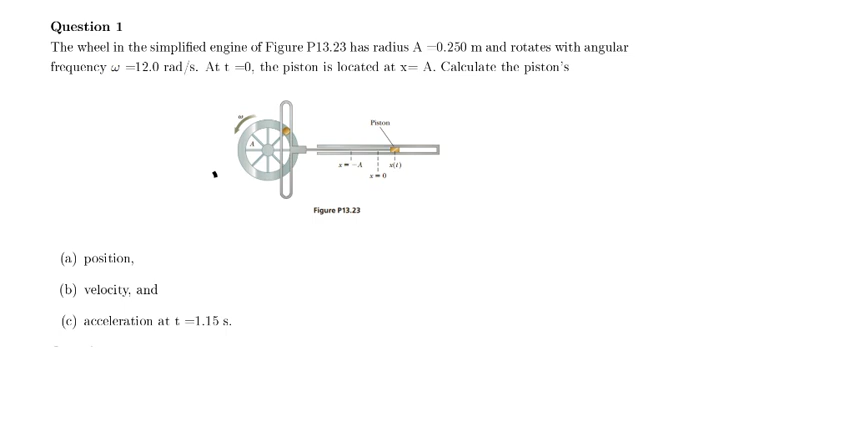 Question 1
The wheel in the simplified engine of Figure P13.23 has radius A =0.250 m and rotates with angular
frequency ω =12.0 rad/s. At t =0, the piston is located at x= A. Calculate the piston's
ω
Piston
A
x = -A
x(t)
x = 0
Figure P13.23
(a) position,
(b) velocity, and
(c) acceleration at t =1.15 s.